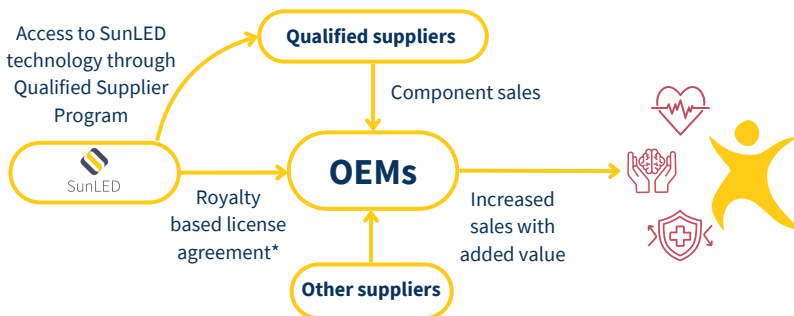 Access to SunLED
technology through
Qualified Supplier
Program
Qualified suppliers
Component sales
SunLED
OEMs
Royalty
based license
agreement*
Increased
sales with
added value
Other suppliers